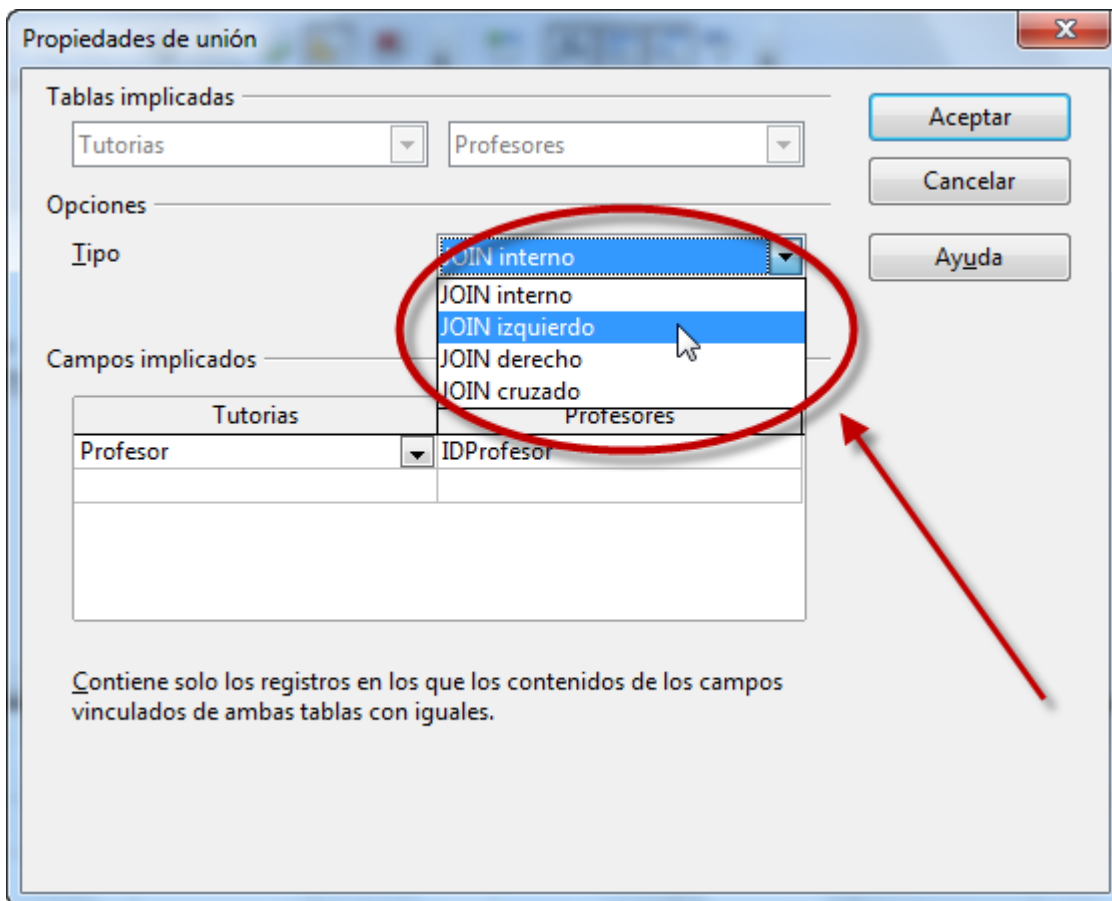 Propiedades de unión
Tablas implicadas
Aceptar
Tutorias
Profesores
Cancelar
Opciones
Tipo
JOIN interno
Ayuda
JOIN interno
JOIN izquierdo
JOIN derecho
JOIN cruzado
Campos implicados
Tutorias
Profesores
Profesor
IDProfesor
Contiene solo los registros en los que los contenidos de los campos
vinculados de ambas tablas con iguales.